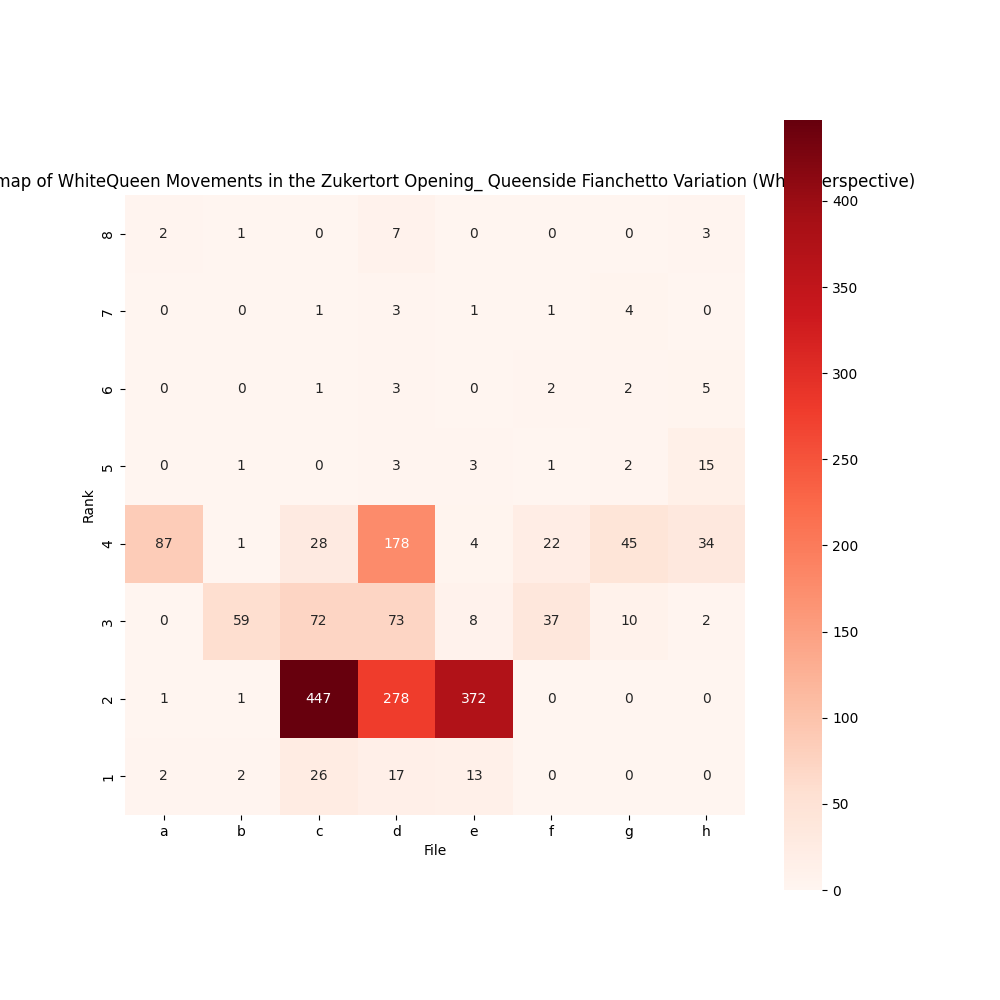 map of WhiteQueen Movements in the Zukertort Opening_ Queenside Fianchetto Variation (Wh erspective)
8 2 1 0 7 0 0 0 3
7 0 0 1 3 1 1 4 0
6 0 0 1 3 0 2 2 5
5 0 1 0 3 3 1 2 15
4 87 1 28 178 4 22 45 34
3 0 59 72 73 8 37 10 2
2 1 1 447 278 372 0 0 0
1 2 2 26 17 13 0 0 0
a b c d e f g h
File
Rank
400
350
300
250
200
150
100
50
0